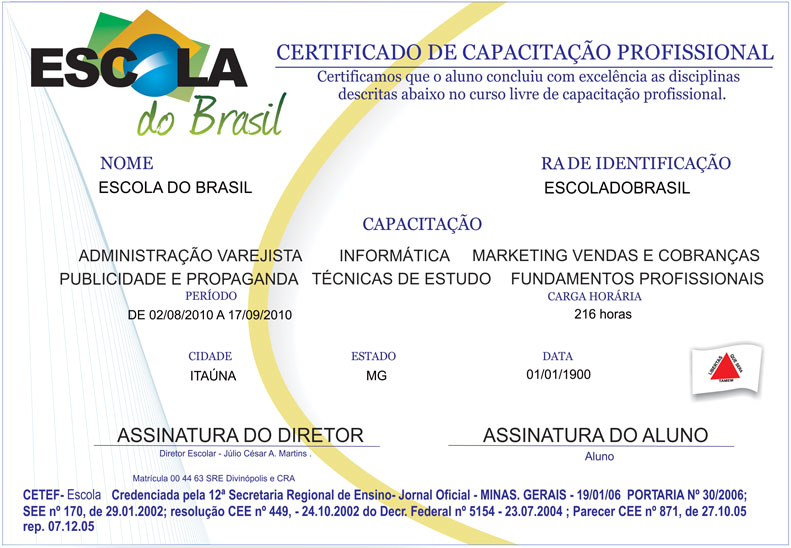 ESCOLA
do Brasil
CERTIFICADO DE CAPACITAÇÃO PROFISSIONAL
Certificamos que o aluno concluiu com excelência as disciplinas
descritas abaixo no curso livre de capacitação profissional.
NOME
RA DE IDENTIFICAÇÃO
ESCOLA DO BRASIL
ESCOLADOBRASIL
CAPACITAÇÃO
ADMINISTRAÇÃO VAREJISTA INFORMÁTICA MARKETING VENDAS E COBRANÇAS
PUBLICIDADE E PROPAGANDA TÉCNICAS DE ESTUDO FUNDAMENTOS PROFISSIONAIS
PERÍODO
CARGA HORÁRIA
DE 02/08/2010 A 17/09/2010
216 horas
CIDADE
ESTADO
DATA
ITAÚNA
MG
01/01/1900
LIBERTAS QUE SERA TAMEM
ASSINATURA DO DIRETOR
ASSINATURA DO ALUNO
Diretor Escolar - Júlio César A. Martins .
Aluno
Matrícula 00 44 63 SRE Divinópolis e CRA
CETEF- Escola Credenciada pela 12ª Secretaria Regional de Ensino- Jornal Oficial - MINAS. GERAIS - 19/01/06 PORTARIA Nº 30/2006;
SEE nº 170, de 29.01.2002; resolução CEE nº 449, - 24.10.2002 do Decr. Federal nº 5154 - 23.07.2004 ; Parecer CEE nº 871, de 27.10.05
rep. 07.12.05